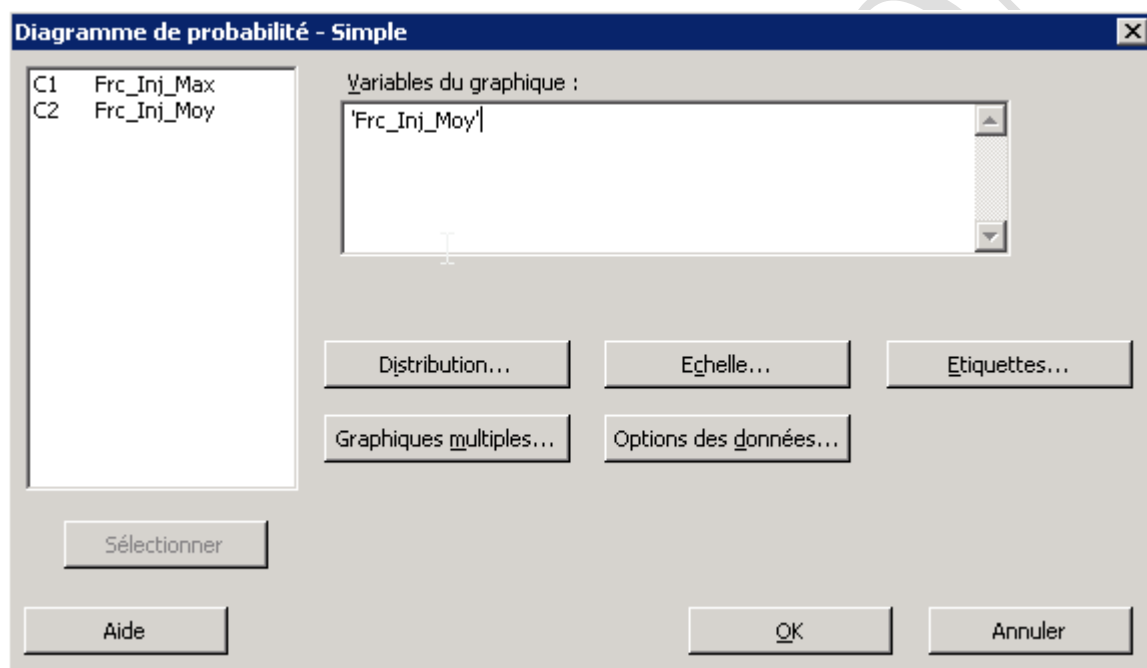 Diagramme de probabilité - Simple
C1 Frc_Inj_Max
C2 Frc_Inj_Moy
Variables du graphique :
'Frc_Inj_Moy'
Distribution...
Echelle...
Etiquettes...
Graphiques multiples...
Options des données...
Sélectionner
Aide
OK
Annuler